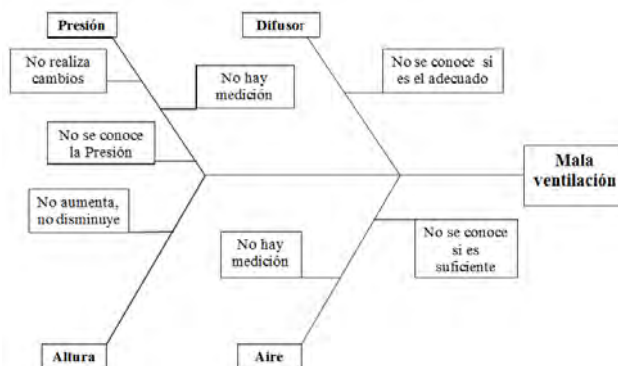 Presión
Difusor
No realiza
cambios
No hay
medición
No se conoce si
es el adecuado
No se conoce
la Presión
Mala
ventilación
No aumenta,
no disminuye
No hay
medición
No se conoce
si es
suficiente
Altura
Aire